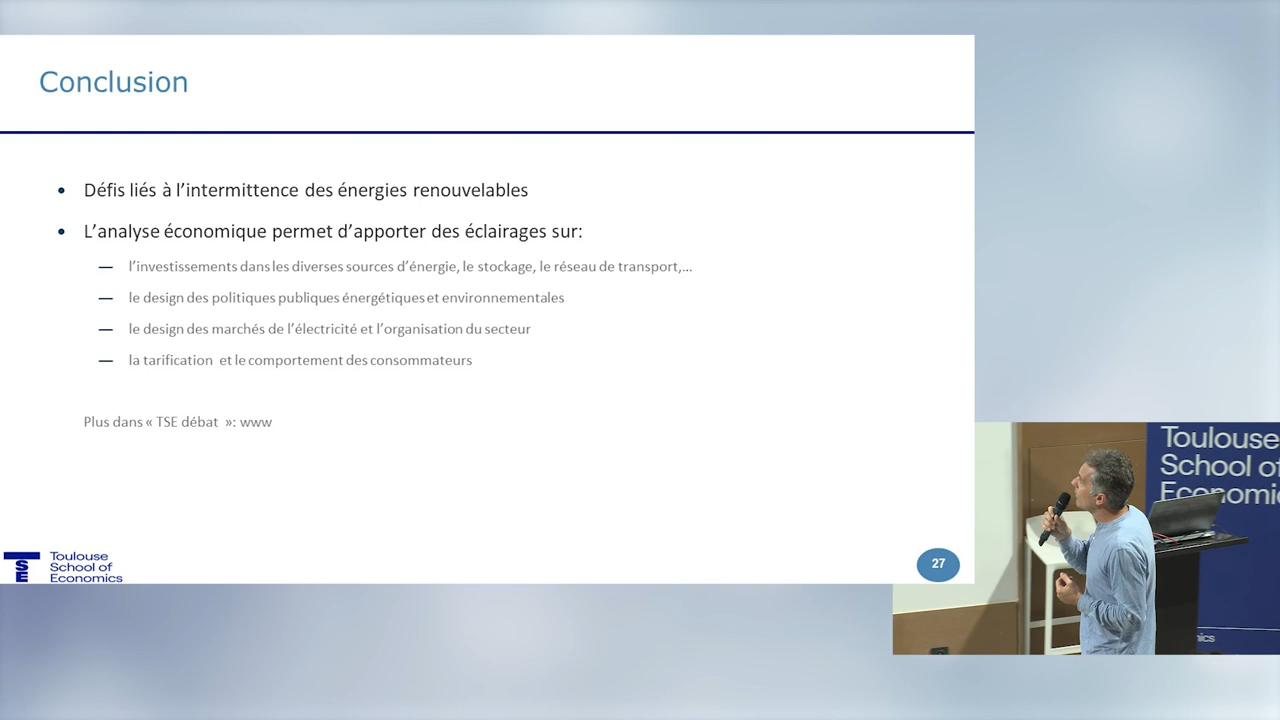 Conclusion
• Défis liés à l'intermittence des énergies renouvelables
• L'analyse économique permet d'apporter des éclairages sur:
— l'investissements dans les diverses sources d'énergie, le stockage, le réseau de transport,...
— le design des politiques publiques énergétiques et environnementales
— le design des marchés de l'électricité et l'organisation du secteur
— la tarification et le comportement des consommateurs
Plus dans « TSE débat »: www
TSE
Toulouse
School of
Economics
27
Toulouse
School of
Economi
ics